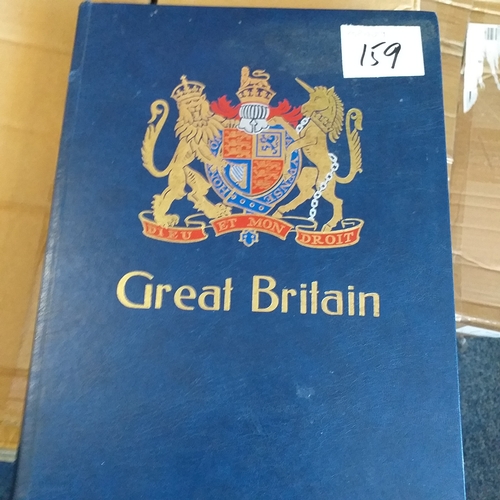 159
DIEU ET MON DROIT
Great Britain